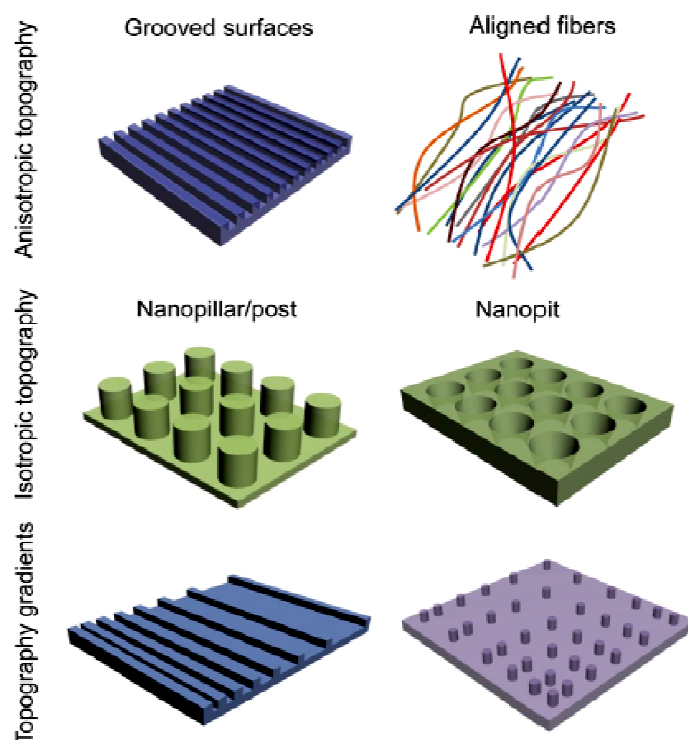 Grooved surfaces
Aligned fibers
Anisotropic topography
Nanopillar/post
Nanopit
Isotropic topography
Topography gradients